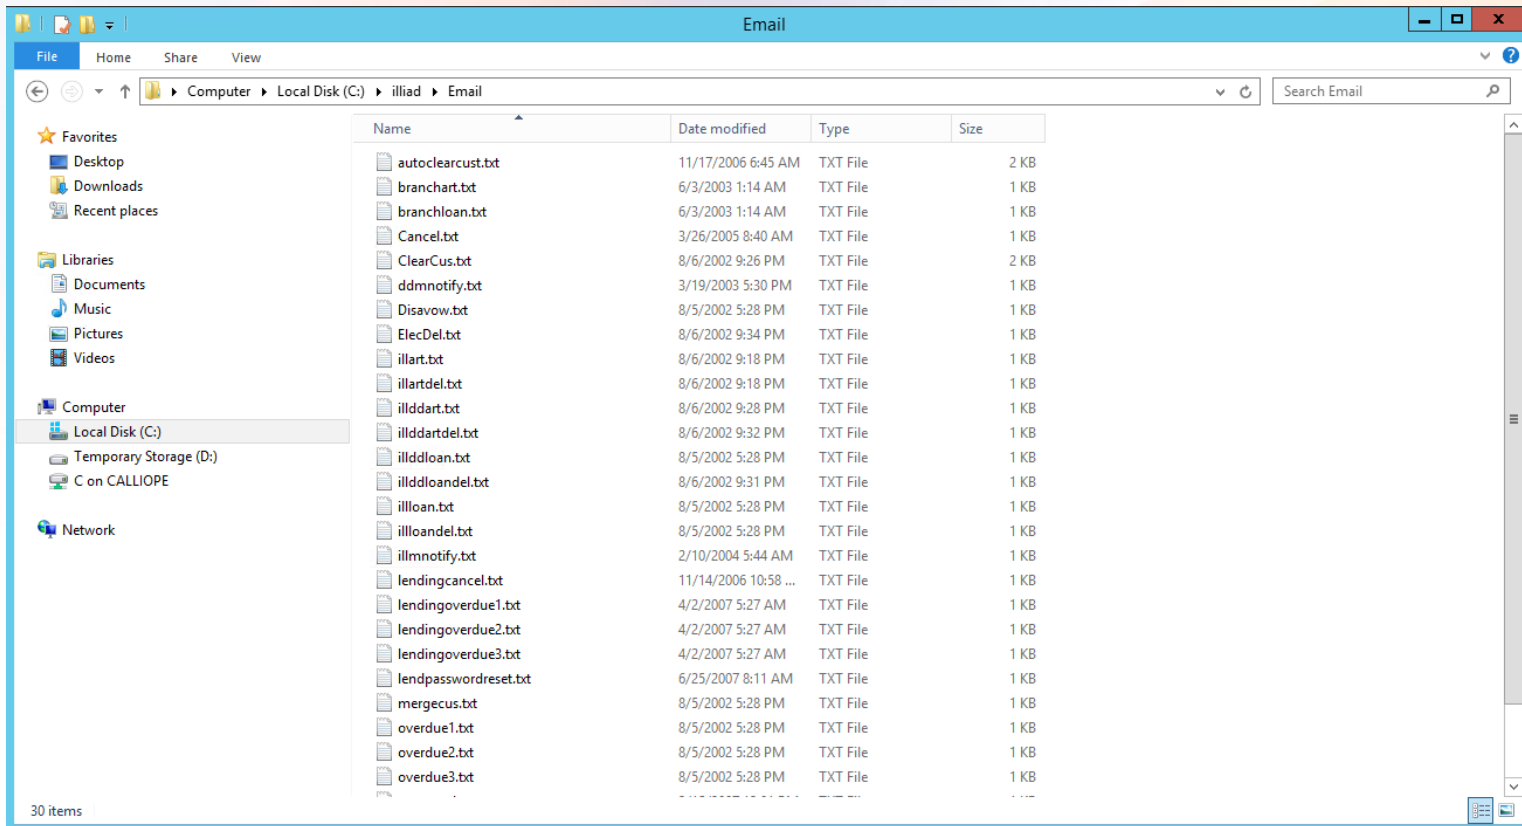 Email
File Home Share View
Computer Local Disk (C:) illiad Email
Search Email
Favorites
Desktop
Downloads
Recent places
Libraries
Documents
Music
Pictures
Videos
Computer
Local Disk (C:)
Temporary Storage (D:)
C on CALLIOPE
Network
Name Date modified Type Size
autoclearcust.txt 11/17/2006 6:45 AM TXT File 2 KB
branchart.txt 6/3/2003 1:14 AM TXT File 1 KB
branchloan.txt 6/3/2003 1:14 AM TXT File 1 KB
Cancel.txt 3/26/2005 8:40 AM TXT File 1 KB
ClearCus.txt 8/6/2002 9:26 PM TXT File 2 KB
ddmnotify.txt 3/19/2003 5:30 PM TXT File 1 KB
Disavow.txt 8/5/2002 5:28 PM TXT File 1 KB
ElecDel.txt 8/6/2002 9:34 PM TXT File 1 KB
illart.txt 8/6/2002 9:18 PM TXT File 1 KB
illartdel.txt 8/6/2002 9:18 PM TXT File 1 KB
illddart.txt 8/6/2002 9:28 PM TXT File 1 KB
illddartdel.txt 8/6/2002 9:32 PM TXT File 1 KB
illddloan.txt 8/5/2002 5:28 PM TXT File 1 KB
illddloandel.txt 8/6/2002 9:31 PM TXT File 1 KB
illloan.txt 8/5/2002 5:28 PM TXT File 1 KB
illloandel.txt 8/5/2002 5:28 PM TXT File 1 KB
illmnotify.txt 2/10/2004 5:44 AM TXT File 1 KB
lendingcancel.txt 11/14/2006 10:58 ... TXT File 1 KB
lendingoverdue1.txt 4/2/2007 5:27 AM TXT File 1 KB
lendingoverdue2.txt 4/2/2007 5:27 AM TXT File 1 KB
lendingoverdue3.txt 4/2/2007 5:27 AM TXT File 1 KB
lendpasswordreset.txt 6/25/2007 8:11 AM TXT File 1 KB
mergecus.txt 8/5/2002 5:28 PM TXT File 1 KB
overdue1.txt 8/5/2002 5:28 PM TXT File 1 KB
overdue2.txt 8/5/2002 5:28 PM TXT File 1 KB
overdue3.txt 8/5/2002 5:28 PM TXT File 1 KB
30 items